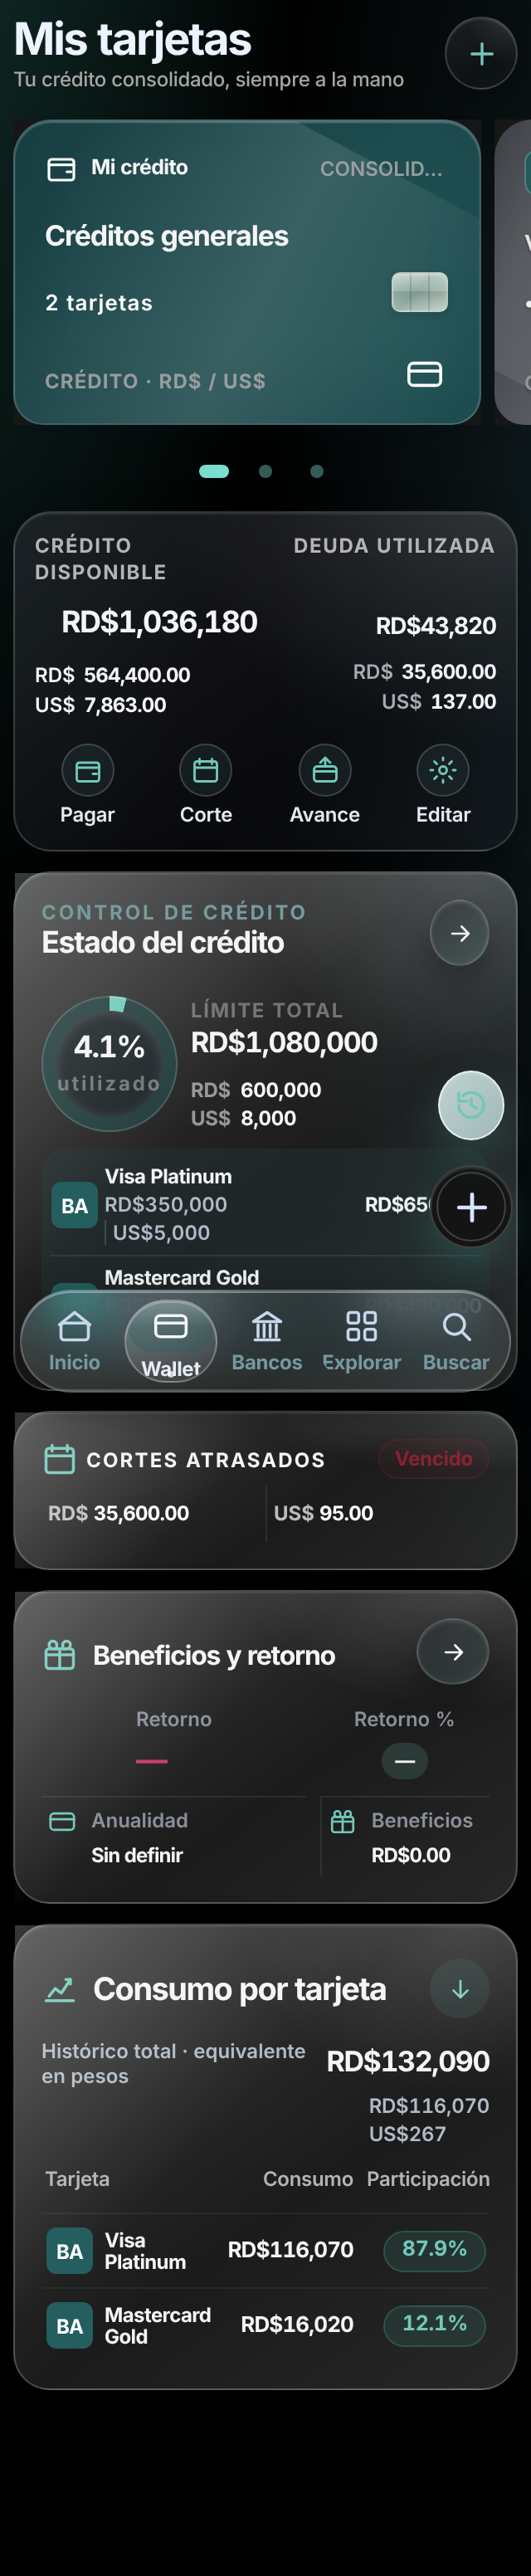 Mis tarjetas
Tu crédito consolidado, siempre a la mano
Mi crédito
CONSOLID...
Créditos generales
2 tarjetas
CRÉDITO · RD$ / US$
CRÉDITO DISPONIBLE
DEUDA UTILIZADA
RD$1,036,180
RD$43,820
RD$ 564,400.00
RD$ 35,600.00
US$ 7,863.00
US$ 137.00
Pagar
Corte
Avance
Editar
CONTROL DE CRÉDITO
Estado del crédito
4.1%
utilizado
LÍMITE TOTAL
RD$1,080,000
RD$ 600,000
US$ 8,000
BA
Visa Platinum
RD$350,000
US$5,000
Mastercard Gold
Inicio
Wallet
Bancos
Explorar
Buscar
CORTES ATRASADOS
Vencido
RD$ 35,600.00
US$ 95.00
Beneficios y retorno
Retorno
Retorno %
—
—
Anualidad
Sin definir
Beneficios
RD$0.00
Consumo por tarjeta
Histórico total · equivalente
en pesos
RD$132,090
RD$116,070
US$267
Tarjeta
Consumo
Participación
BA
Visa
Platinum
RD$116,070
87.9%
BA
Mastercard
Gold
RD$16,020
12.1%